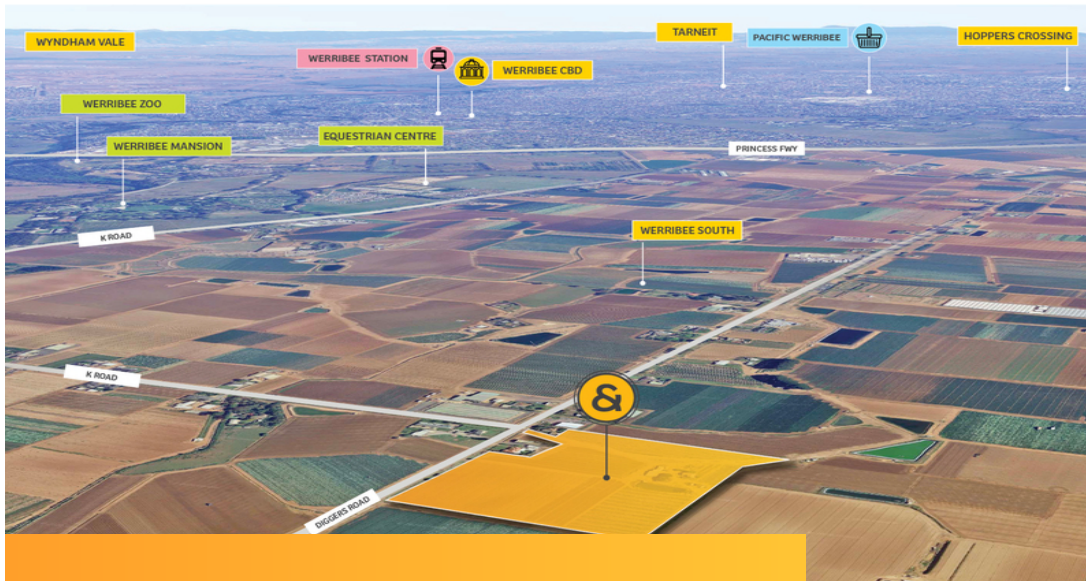 WYNDHAM VALE
TARNEIT
PACIFIC WERRIBEE
HOPPERS CROSSING
WERRIBEE STATION
WERRIBEE CBD
WERRIBEE ZOO
EQUESTRIAN CENTRE
WERRIBEE MANSION
PRINCESS FWY
K ROAD
WERRIBEE SOUTH
K ROAD
&
DIGGERS ROAD